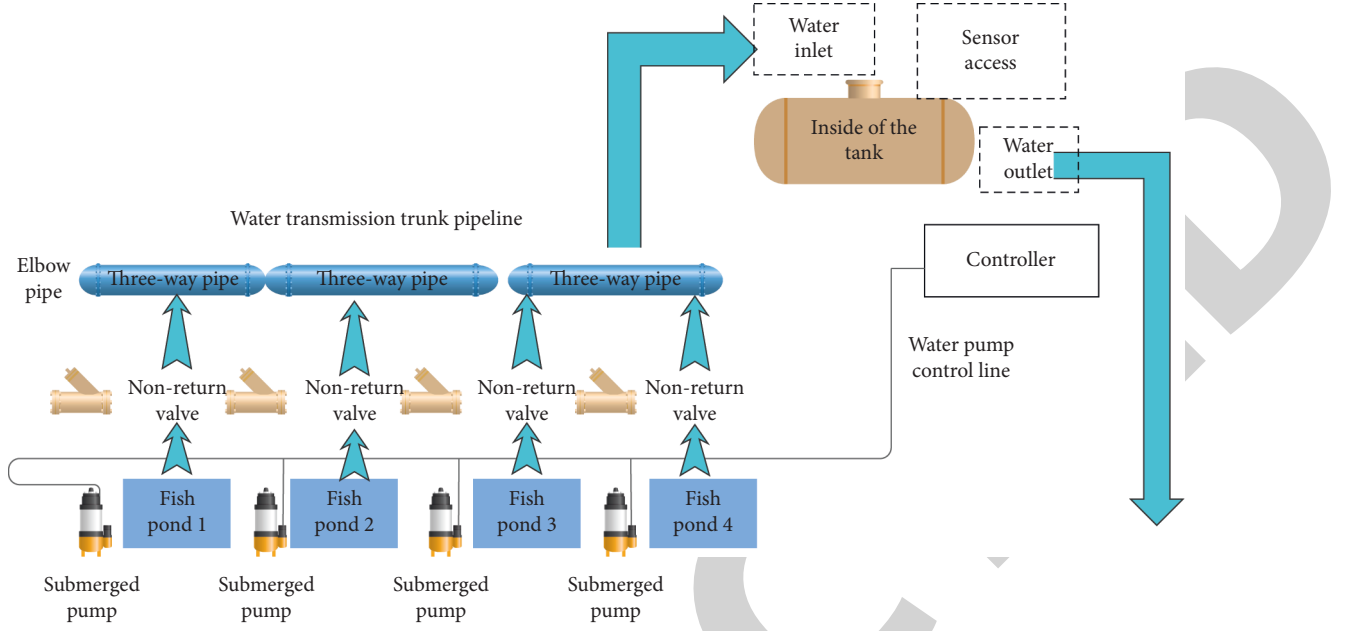 Water
inlet
Sensor
access
Inside of the
tank
Water
outlet
Water transmission trunk pipeline
Elbow
pipe
Three-way pipe
Three-way pipe
Three-way pipe
Controller
Water pump
control line
Non-return
valve
Non-return
valve
Non-return
valve
Non-return
valve
Fish
pond 1
Fish
pond 2
Fish
pond 3
Fish
pond 4
Submerged
pump
Submerged
pump
Submerged
pump
Submerged
pump